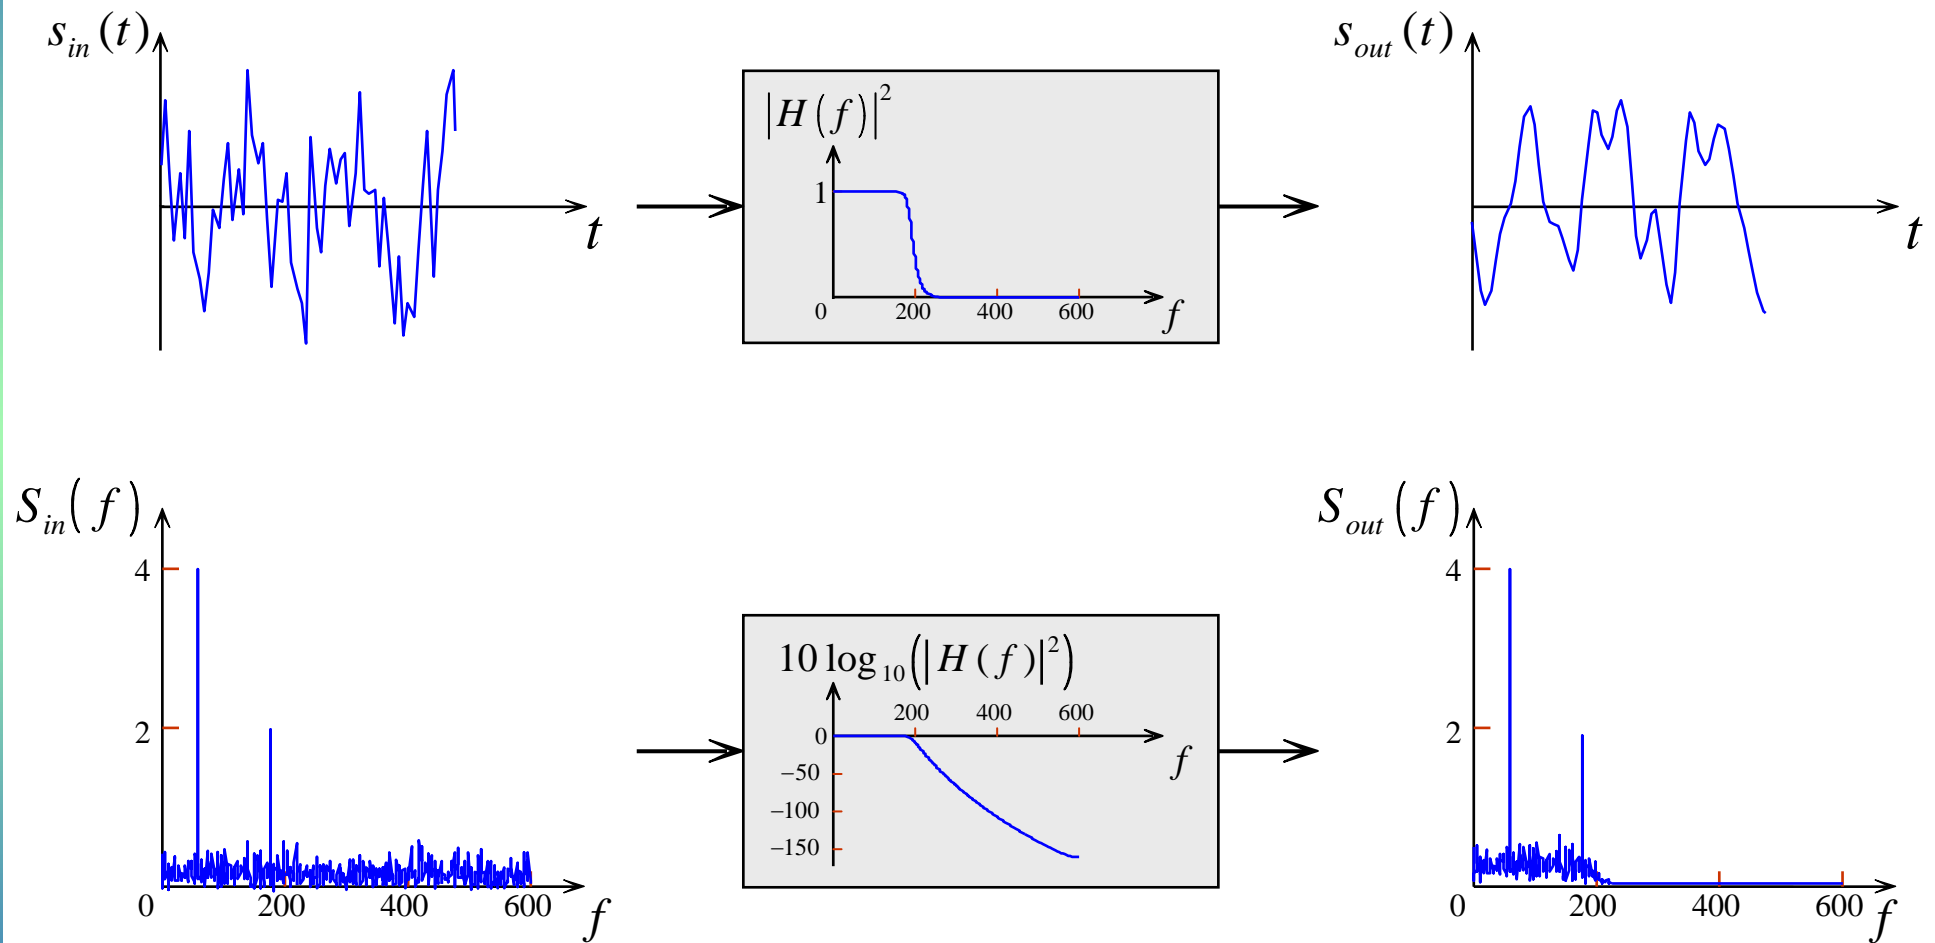 s_in(t)
t
|H(f)|²
1
0 200 400 600
f
s_out(t)
t
S_in(f)
4
2
0 200 400 600
f
10 log₁₀(|H(f)|²)
200 400 600
0
−50
−100
−150
f
S_out(f)
4
2
0 200 400 600
f